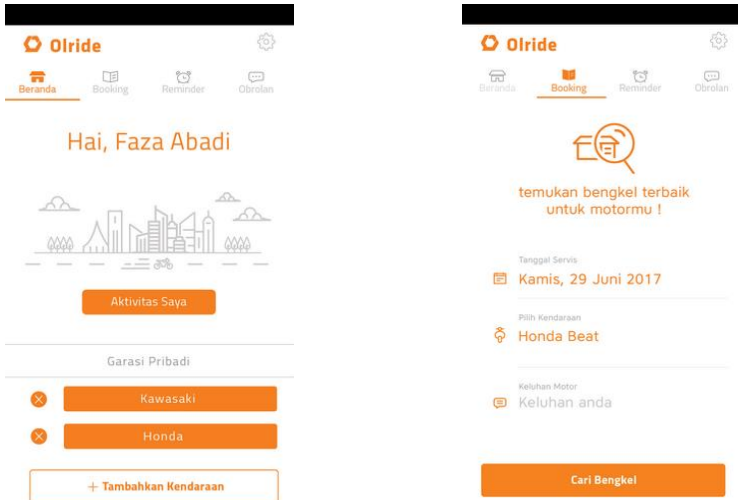 Olride
Beranda
Booking
Reminder
Obrolan
Hai, Faza Abadi
Aktivitas Saya
Garasi Pribadi
Kawasaki
Honda
+ Tambahkan Kendaraan
Olride
Beranda
Booking
Reminder
Obrolan
temukan bengkel terbaik
untuk motormu !
Tanggal Servis
Kamis, 29 Juni 2017
Pilih Kendaraan
Honda Beat
Keluhan Motor
Keluhan anda
Cari Bengkel